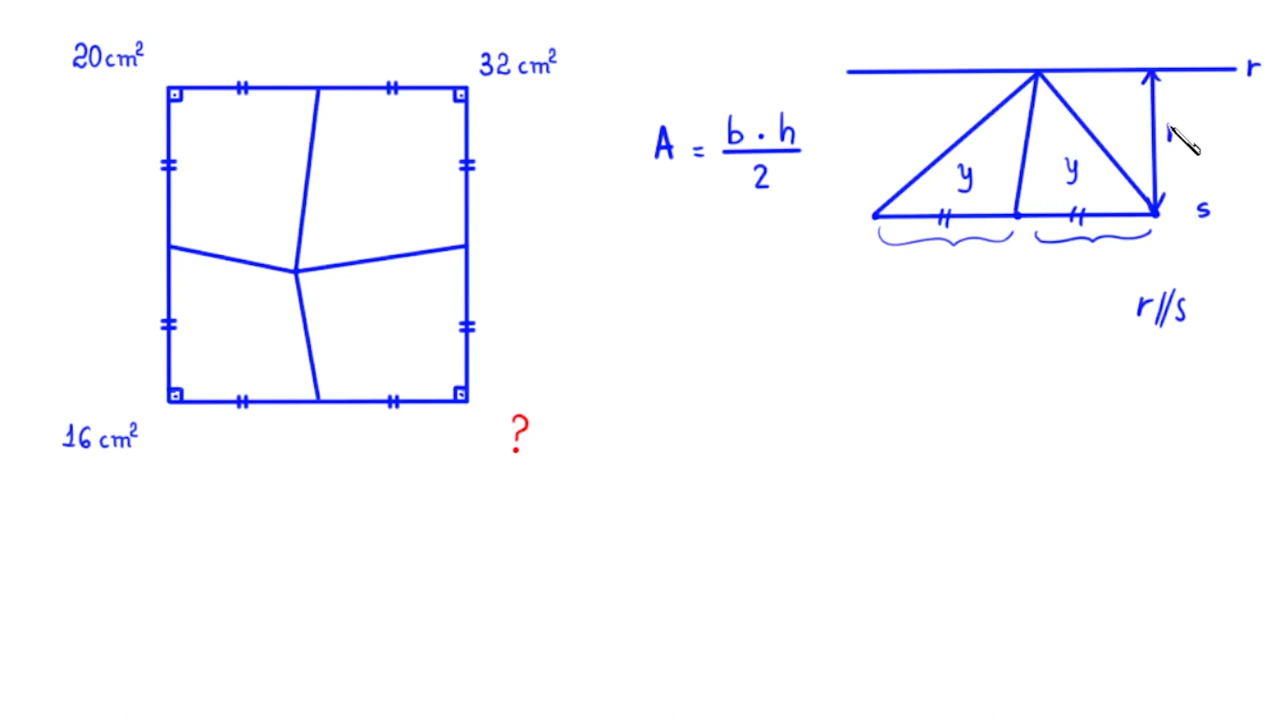 20cm²
32 cm²
16 cm²
?
A = b · h / 2
r
y y
s
r//s